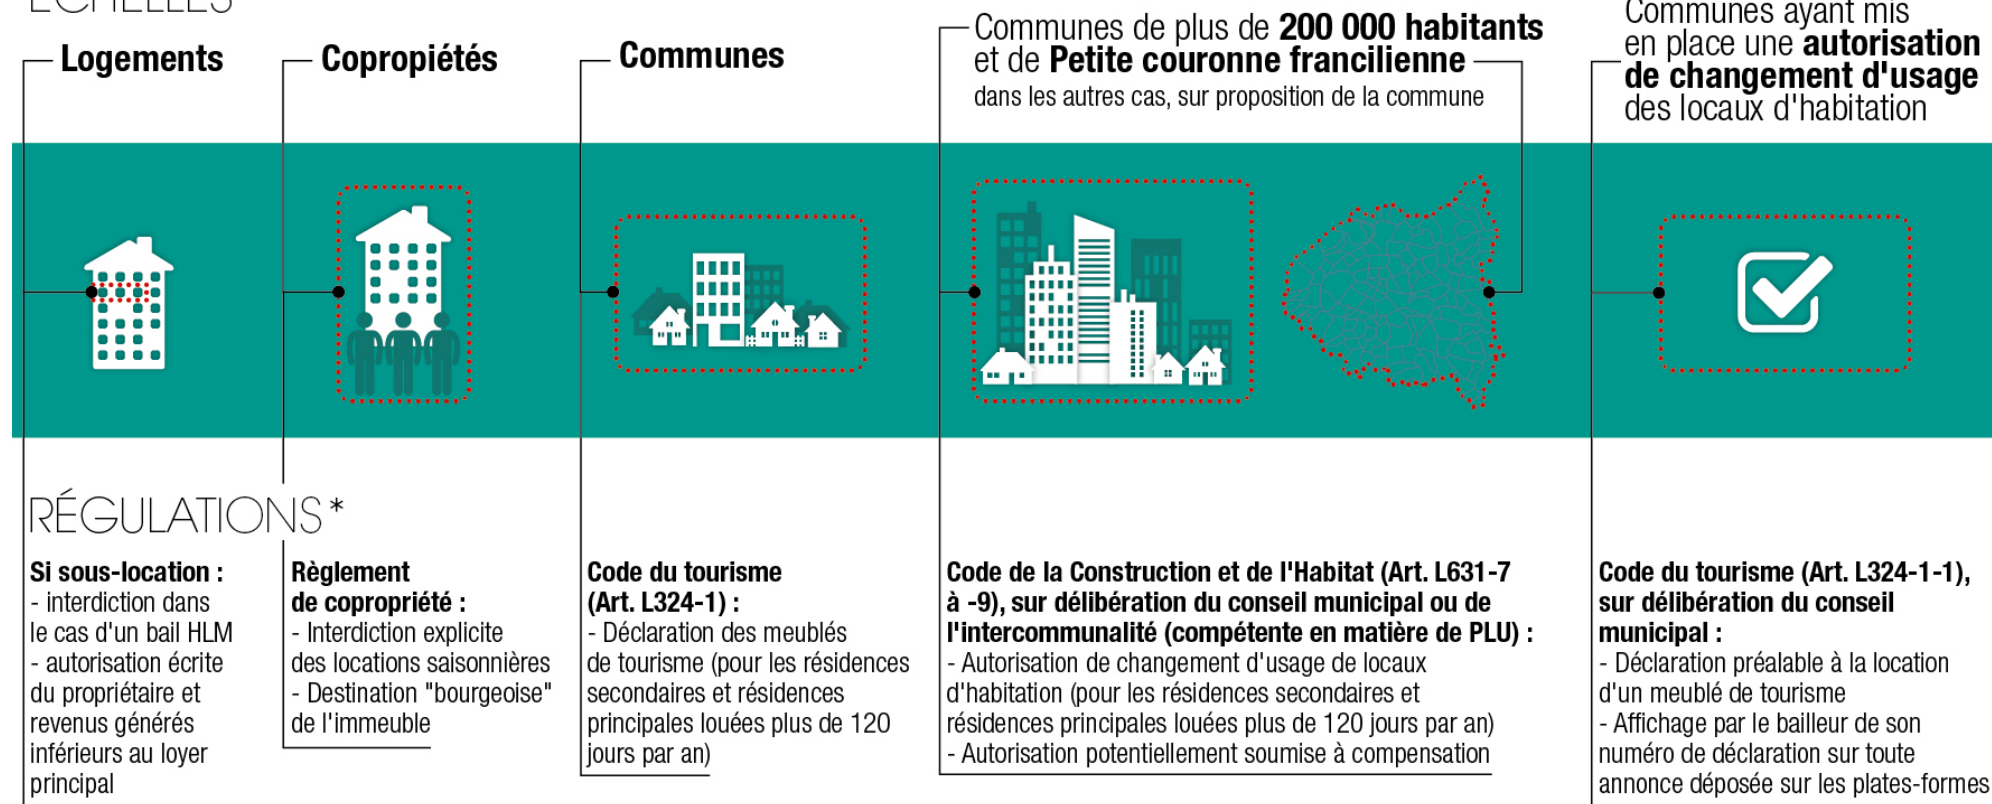 ÉCHELLES
Logements
Copropiétés
Communes
Communes de plus de 200 000 habitants
et de Petite couronne francilienne
dans les autres cas, sur proposition de la commune
Communes ayant mis
en place une autorisation
de changement d'usage
des locaux d'habitation
RÉGULATIONS*
Si sous-location :
- interdiction dans
le cas d'un bail HLM
- autorisation écrite
du propriétaire et
revenus générés
inférieurs au loyer
principal
Règlement
de copropriété :
- Interdiction explicite
des locations saisonnières
- Destination "bourgeoise"
de l'immeuble
Code du tourisme
(Art. L324-1) :
- Déclaration des meublés
de tourisme (pour les résidences
secondaires et résidences
principales louées plus de 120
jours par an)
Code de la Construction et de l'Habitat (Art. L631-7
à -9), sur délibération du conseil municipal ou de
l'intercommunalité (compétente en matière de PLU) :
- Autorisation de changement d'usage de locaux
d'habitation (pour les résidences secondaires et
résidences principales louées plus de 120 jours par an)
- Autorisation potentiellement soumise à compensation
Code du tourisme (Art. L324-1-1),
sur délibération du conseil
municipal :
- Déclaration préalable à la location
d'un meublé de tourisme
- Affichage par le bailleur de son
numéro de déclaration sur toute
annonce déposée sur les plates-formes